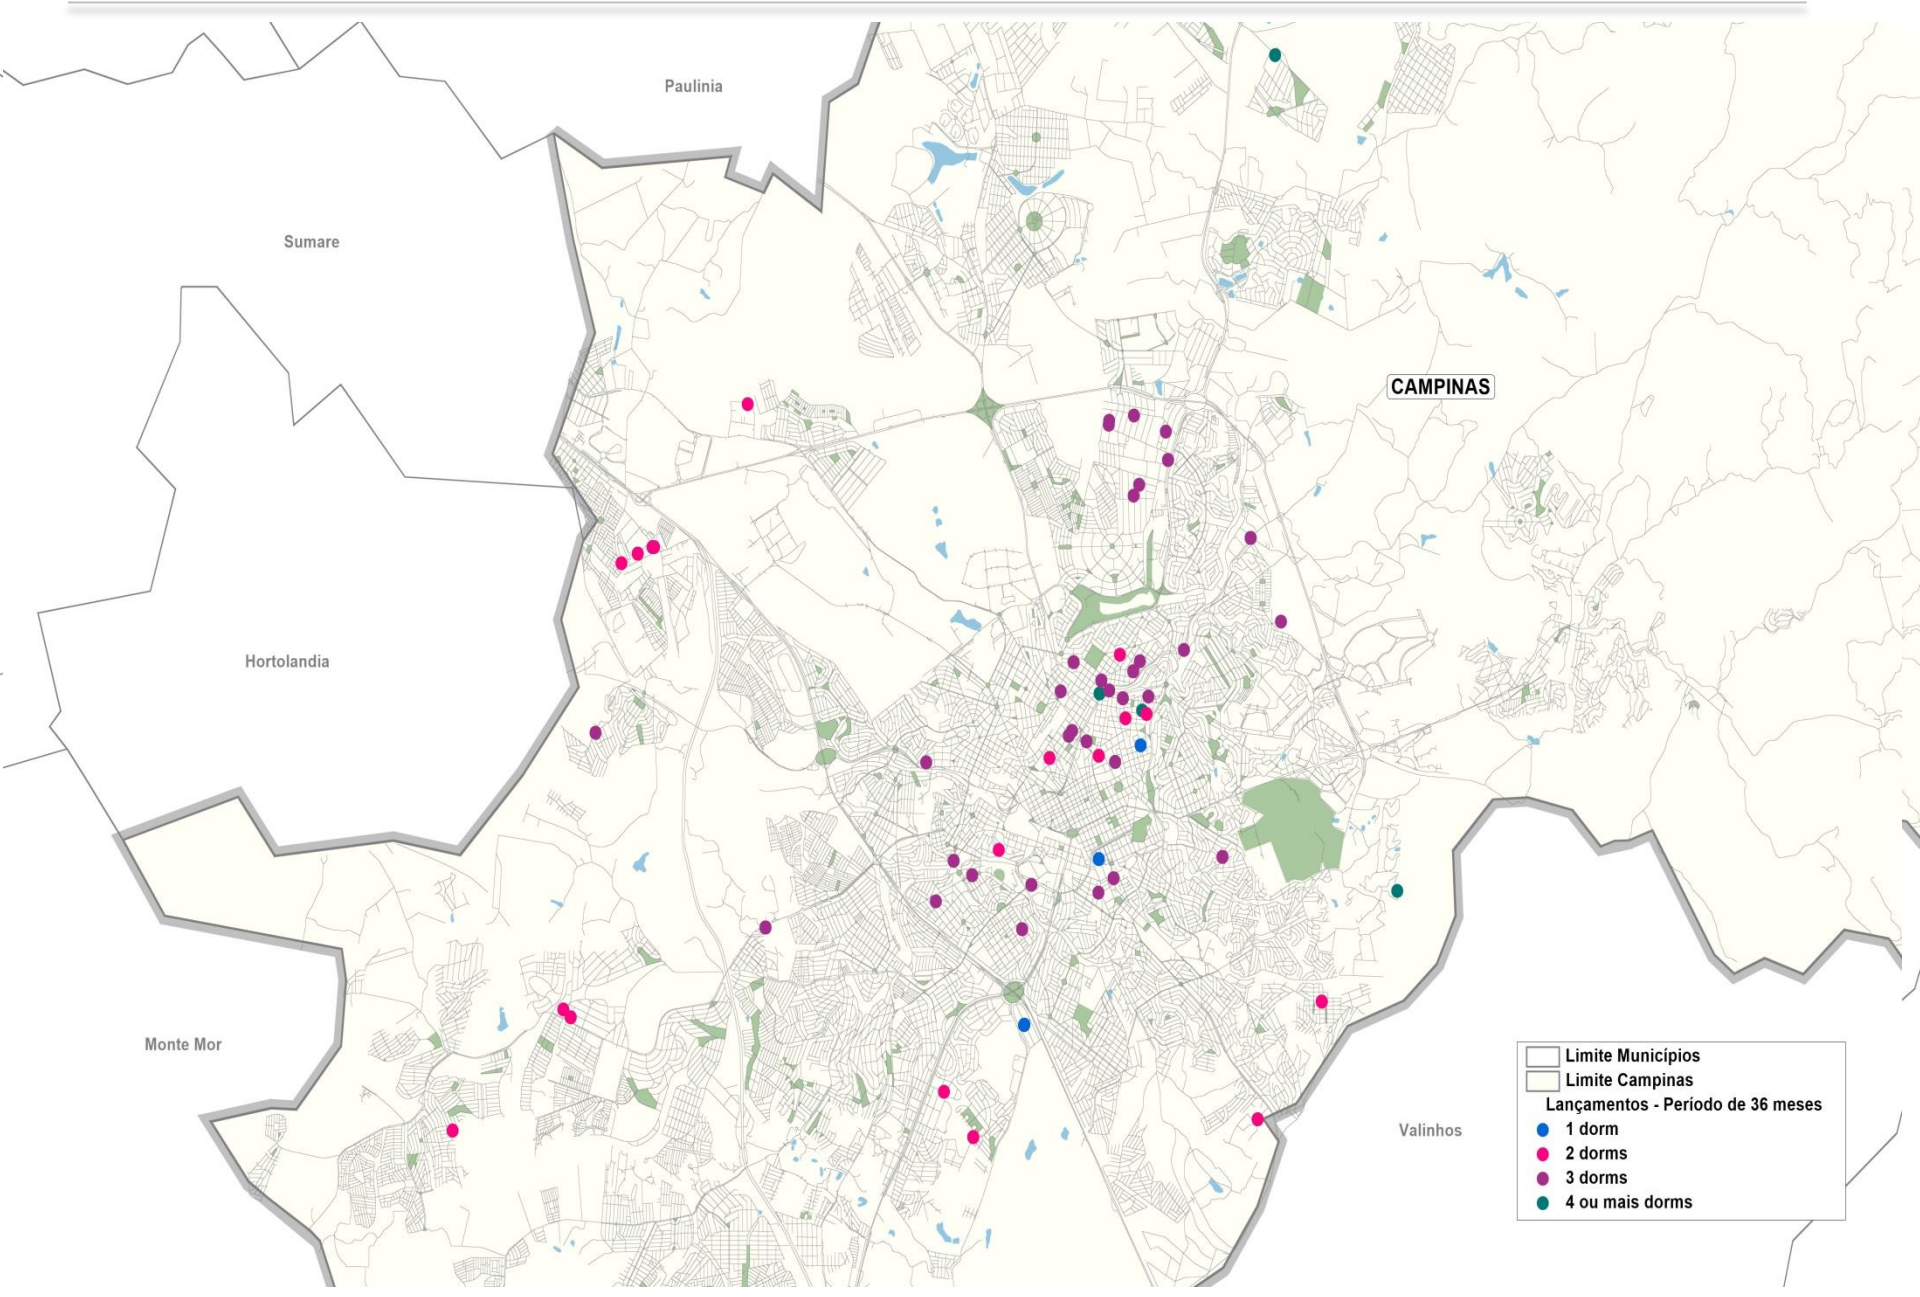 Paulinia
Sumare
CAMPINAS
Hortolandia
Monte Mor
Valinhos
Limite Municípios
Limite Campinas
Lançamentos - Período de 36 meses
1 dorm
2 dorms
3 dorms
4 ou mais dorms